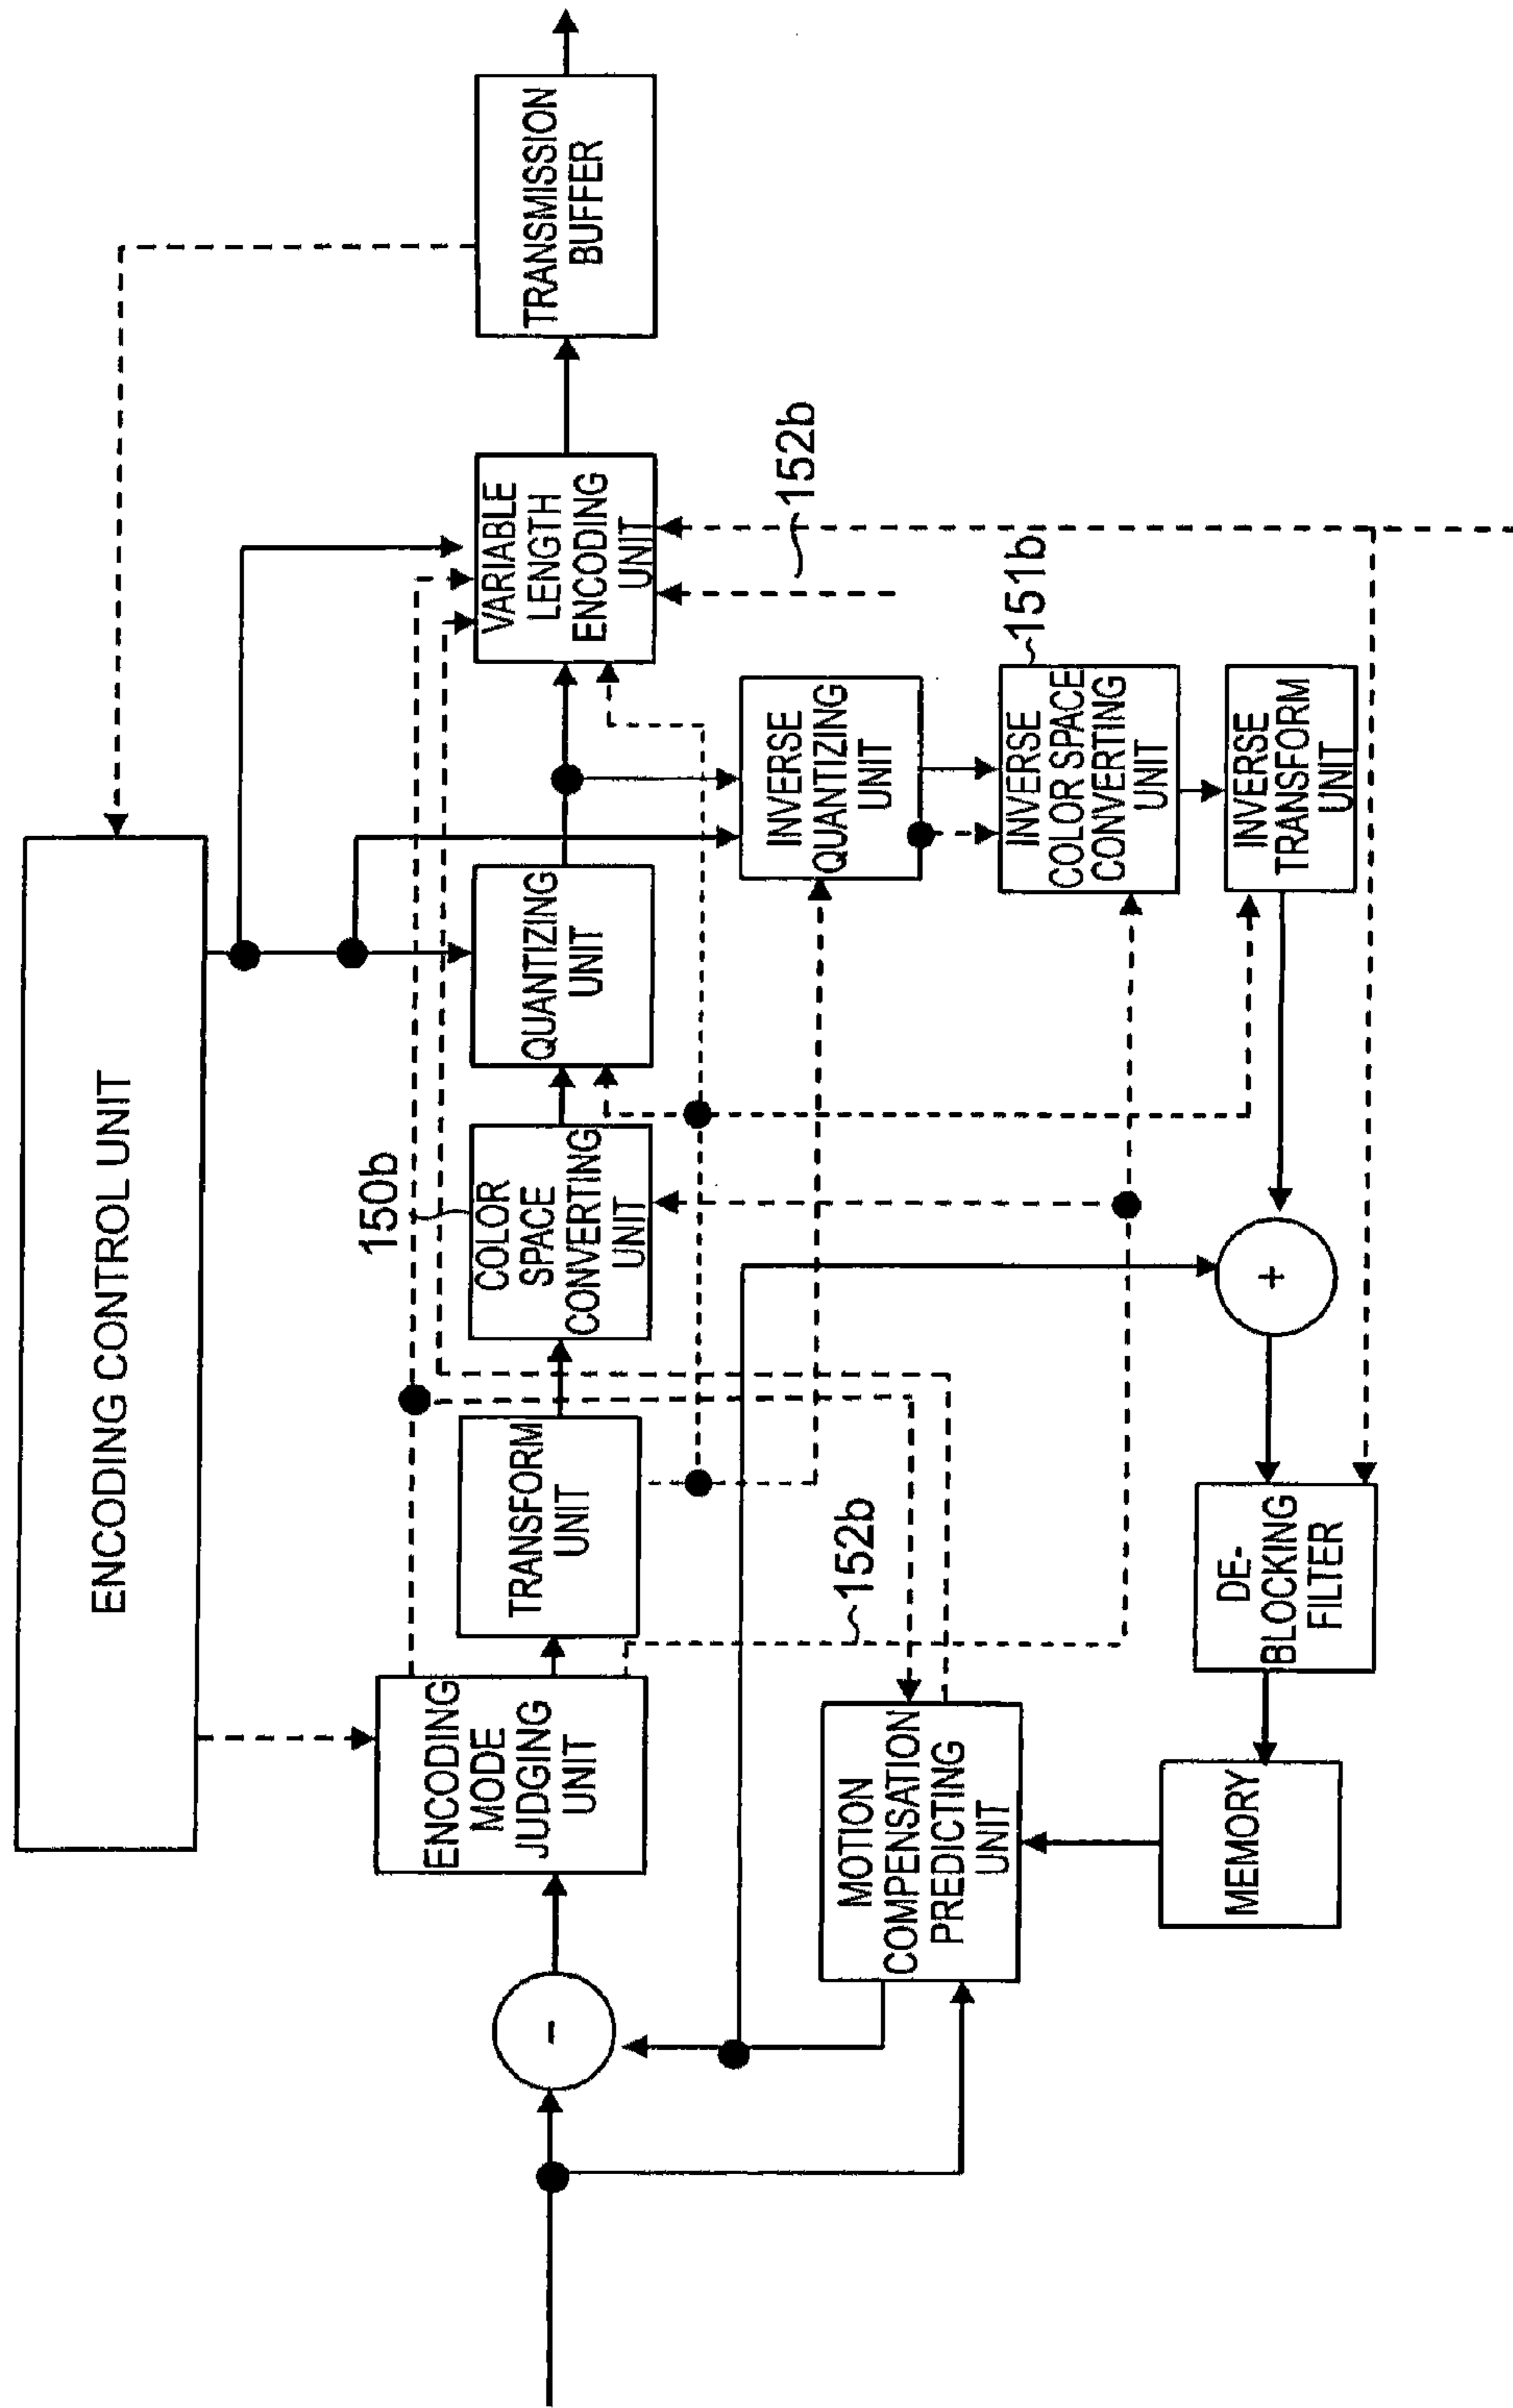 ENCODING CONTROL UNIT
TRANSMISSION
BUFFER
VARIABLE
LENGTH
ENCODING
UNIT
152b
QUANTIZING
UNIT
150b
COLOR
SPACE
CONVERTING
UNIT
TRANSFORM
UNIT
ENCODING
MODE
JUDGING
UNIT
-
INVERSE
QUANTIZING
UNIT
151b
INVERSE
COLOR SPACE
CONVERTING
UNIT
INVERSE
TRANSFORM
UNIT
152b
+
MOTION
COMPENSATION
PREDICTING
UNIT
DE-
BLOCKING
FILTER
MEMORY